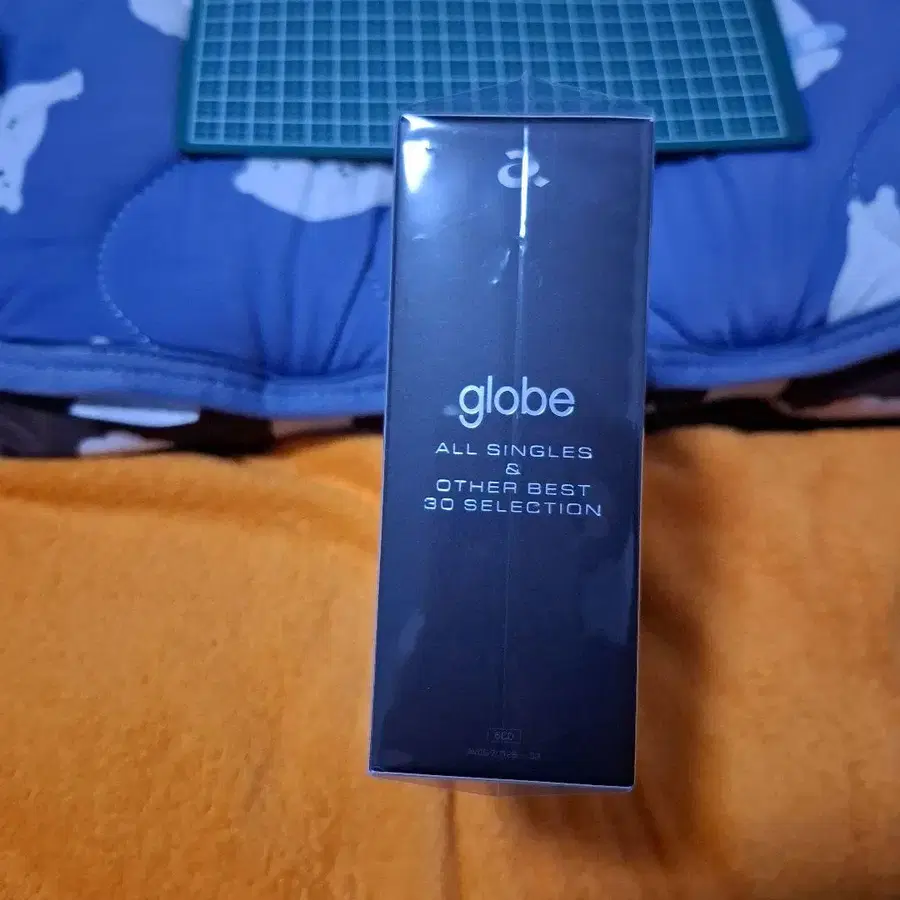 a.
globe
ALL SINGLES
&
OTHER BEST
30 SELECTION